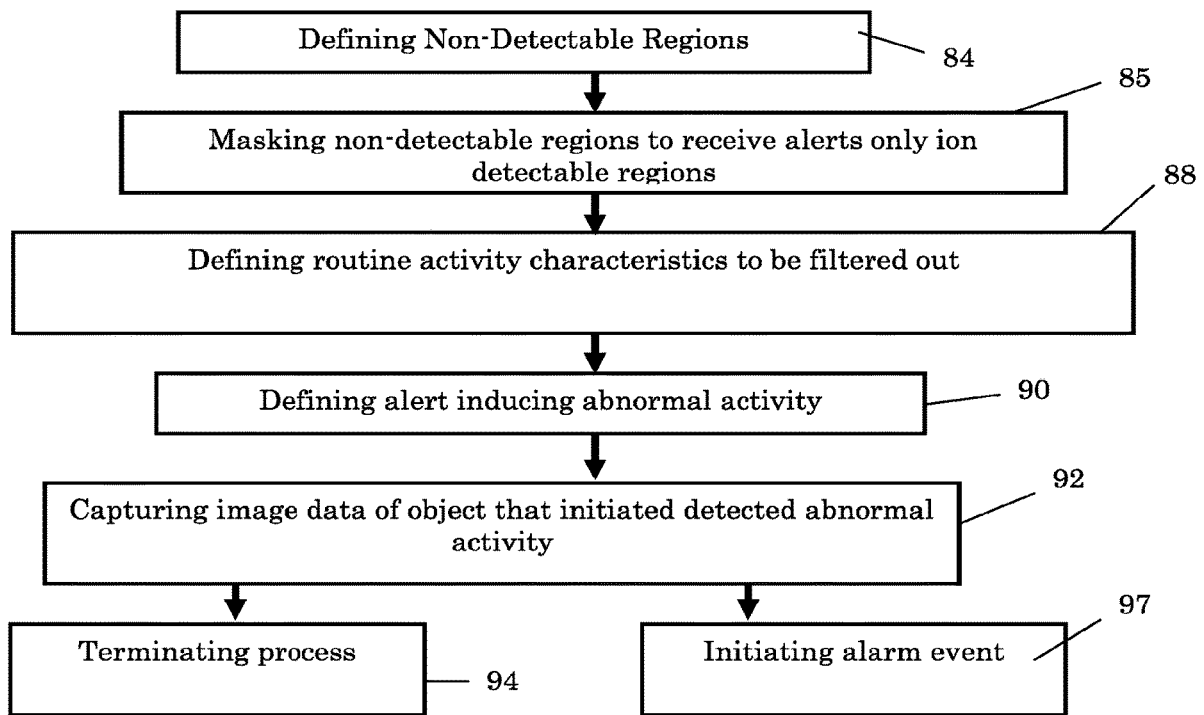 Defining Non-Detectable Regions
84
85
Masking non-detectable regions to receive alerts only ion
detectable regions
88
Defining routine activity characteristics to be filtered out
Defining alert inducing abnormal activity
90
92
Capturing image data of object that initiated detected abnormal
activity
97
Terminating process
Initiating alarm event
94